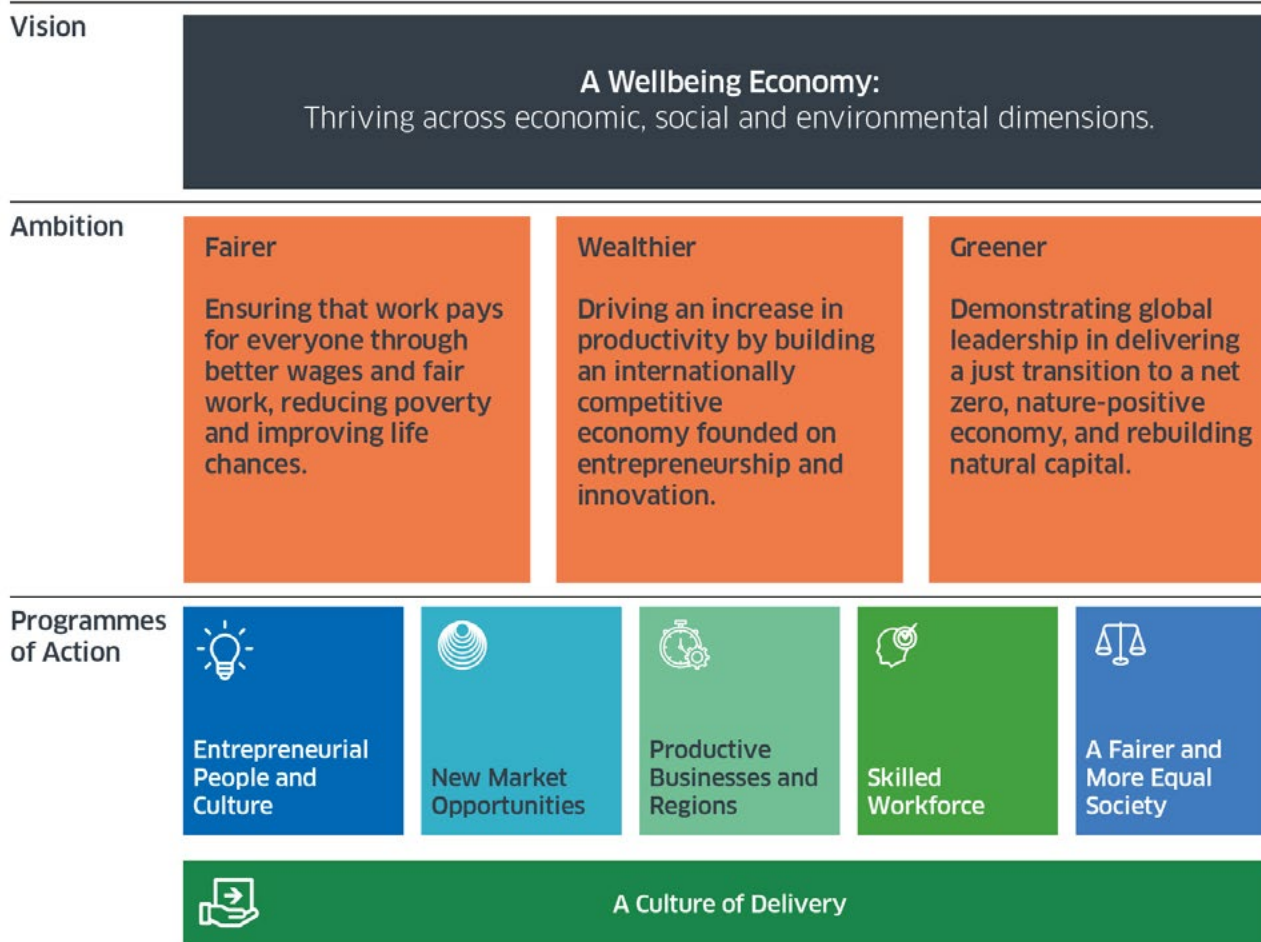 Vision
A Wellbeing Economy:
Thriving across economic, social and environmental dimensions.
Ambition
Fairer
Ensuring that work pays
for everyone through
better wages and fair
work, reducing poverty
and improving life
chances.
Wealthier
Driving an increase in
productivity by building
an internationally
competitive
economy founded on
entrepreneurship and
innovation.
Greener
Demonstrating global
leadership in delivering
a just transition to a net
zero, nature-positive
economy, and rebuilding
natural capital.
Programmes
of Action
Entrepreneurial
People and
Culture
New Market
Opportunities
Productive
Businesses and
Regions
Skilled
Workforce
A Fairer and
More Equal
Society
A Culture of Delivery